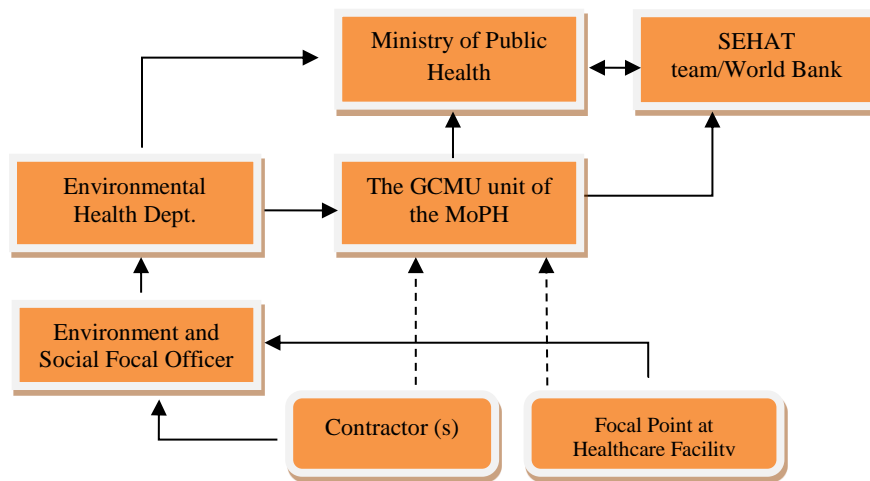 Ministry of Public
Health
SEHAT
team/World Bank
Environmental
Health Dept.
The GCMU unit of
the MoPH
Environment and
Social Focal Officer
Contractor (s)
Focal Point at
Healthcare Facility